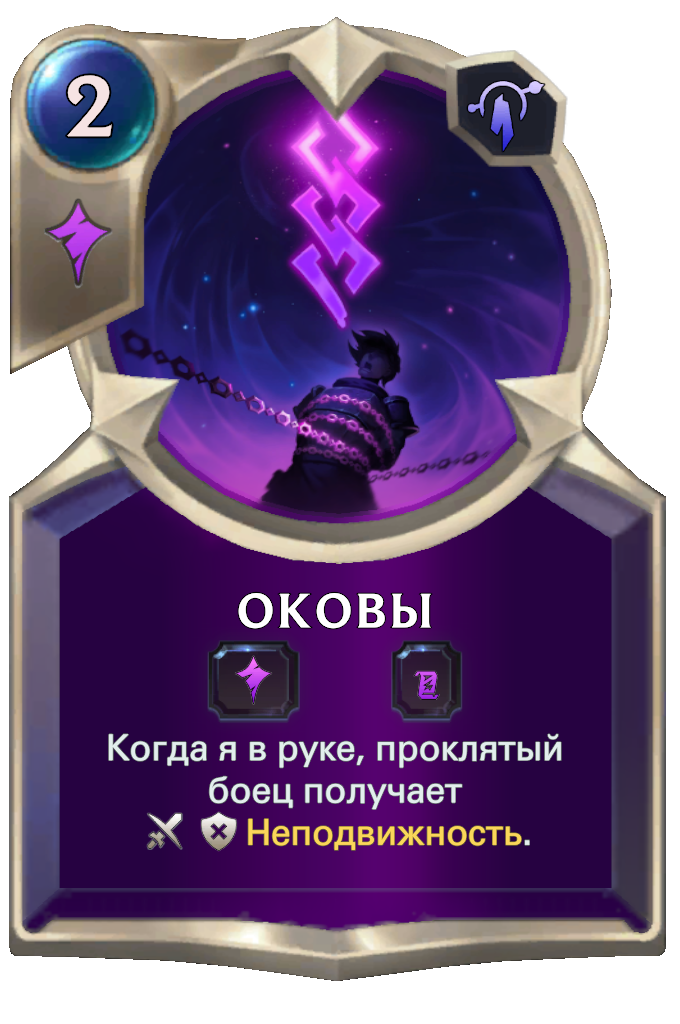 2
ОКОВЫ
Когда я в руке, проклятый
боец получает
Неподвижность.